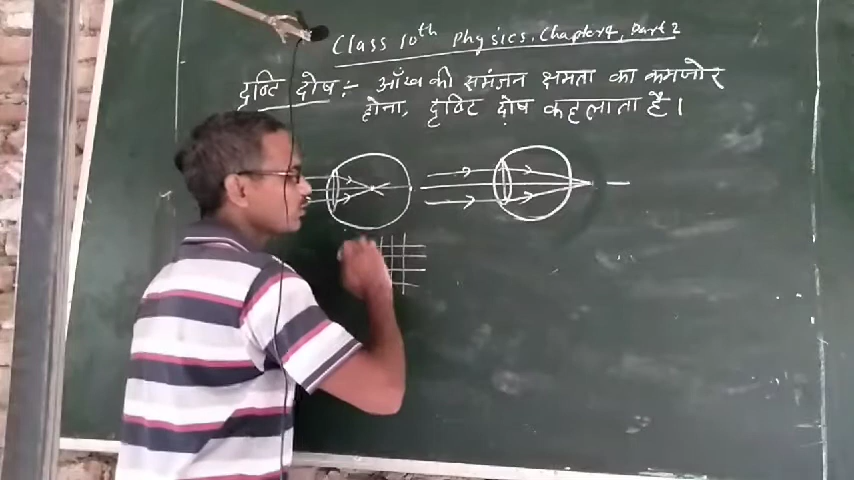 Class 10th Physics, Chapter 4, Part 2
दृष्टि दोष :- आँख की समंजन क्षमता का कमजोर
होना, दृष्टि दोष कहलाता है।